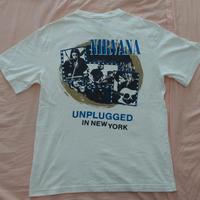 NIRVANA
UNPLUGGED
IN NEW YORK